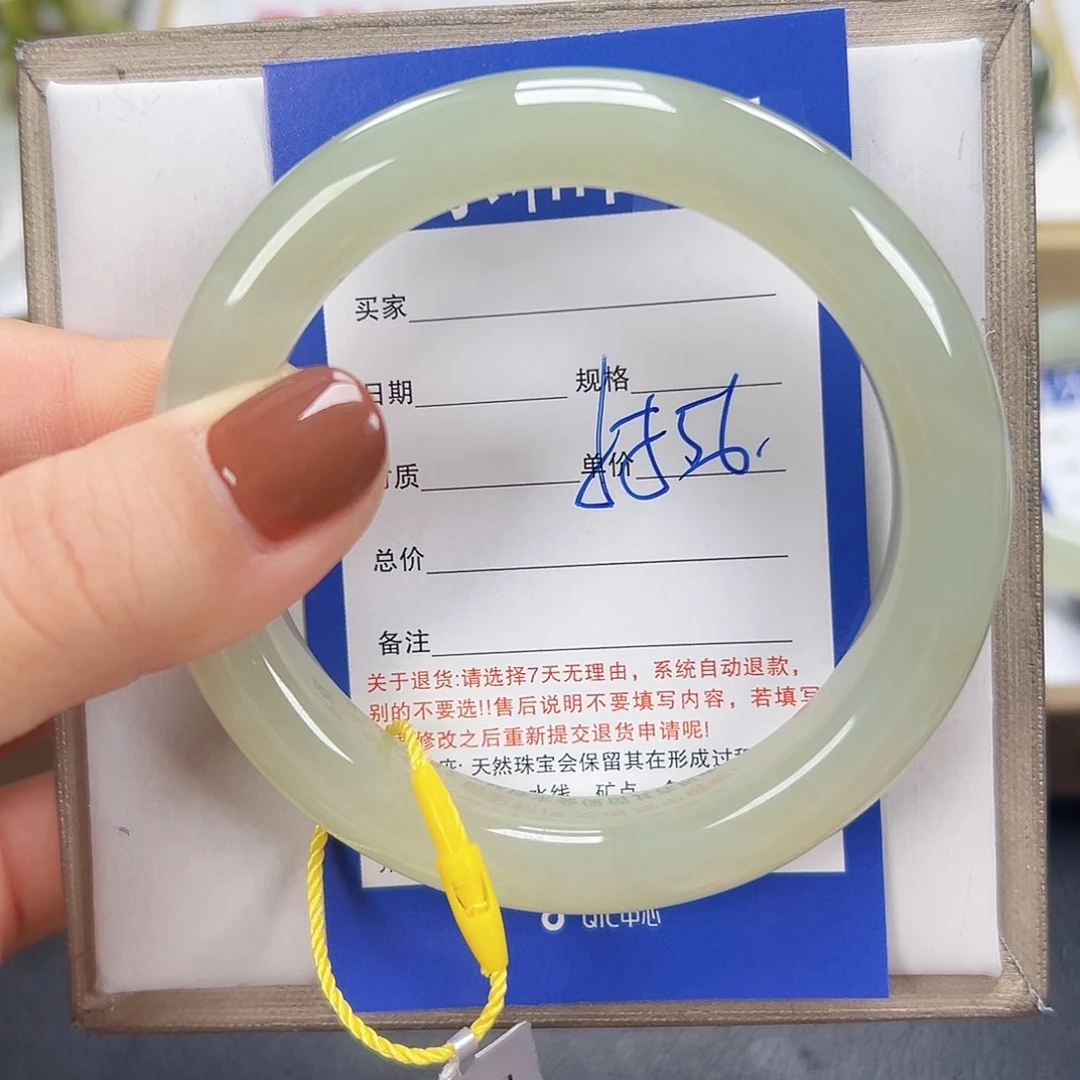 买家
日期 规格
质 单价
56.
总价
备注
关于退货:请选择7天无理由，系统自动退款，
别的不要选!!售后说明不要填写内容，若填写
修改之后重新提交退货申请呢!
天然珠宝会保留其在形成过程
水线、矿点、
QIC中心